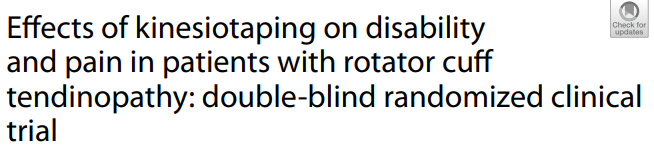 Effects of kinesiotaping on disability
and pain in patients with rotator cuff
tendinopathy: double-blind randomized clinical
trial
Check for
updates